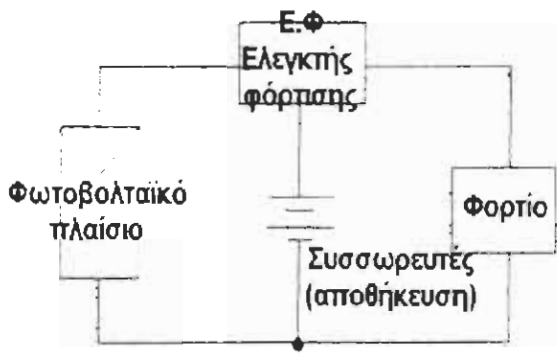 Ε.Φ
Ελεγκτής
φόρτισης
Φωτοβολταϊκό
πλαίσιο
Φορτίο
Συσσωρευτές
(αποθήκευση)